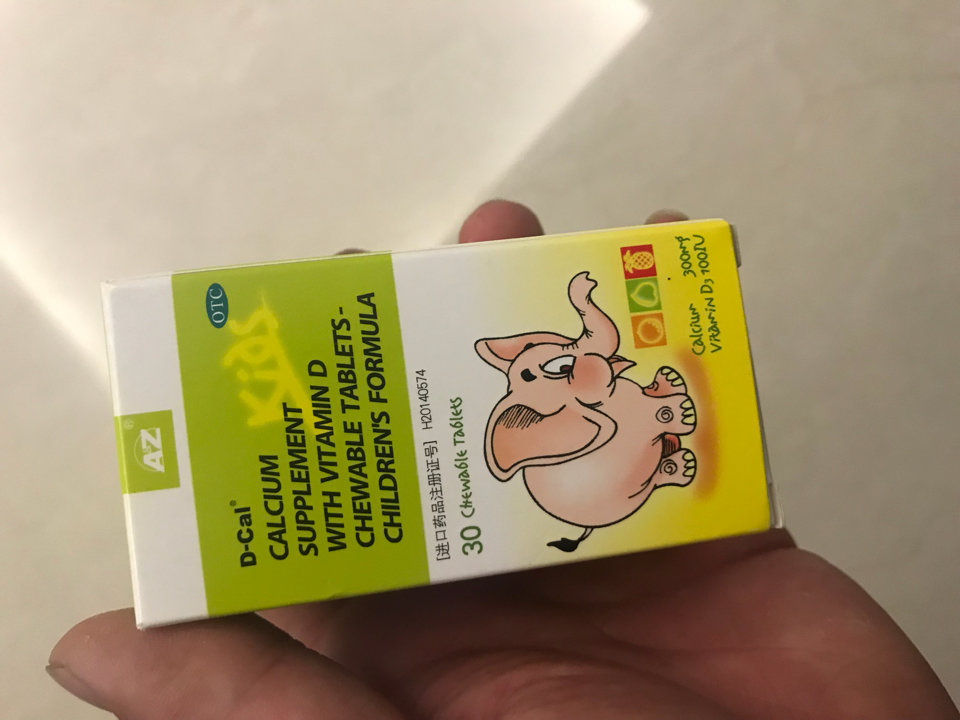 A-Z®
OTC
Kids
D-Cal®
CALCIUM
SUPPLEMENT
WITH VITAMIN D
CHEWABLE TABLETS-
CHILDREN'S FORMULA
[进口药品注册证号] H20140574
30 Chewable Tablets
Calcium 300mg
Vitamin D3 100IU